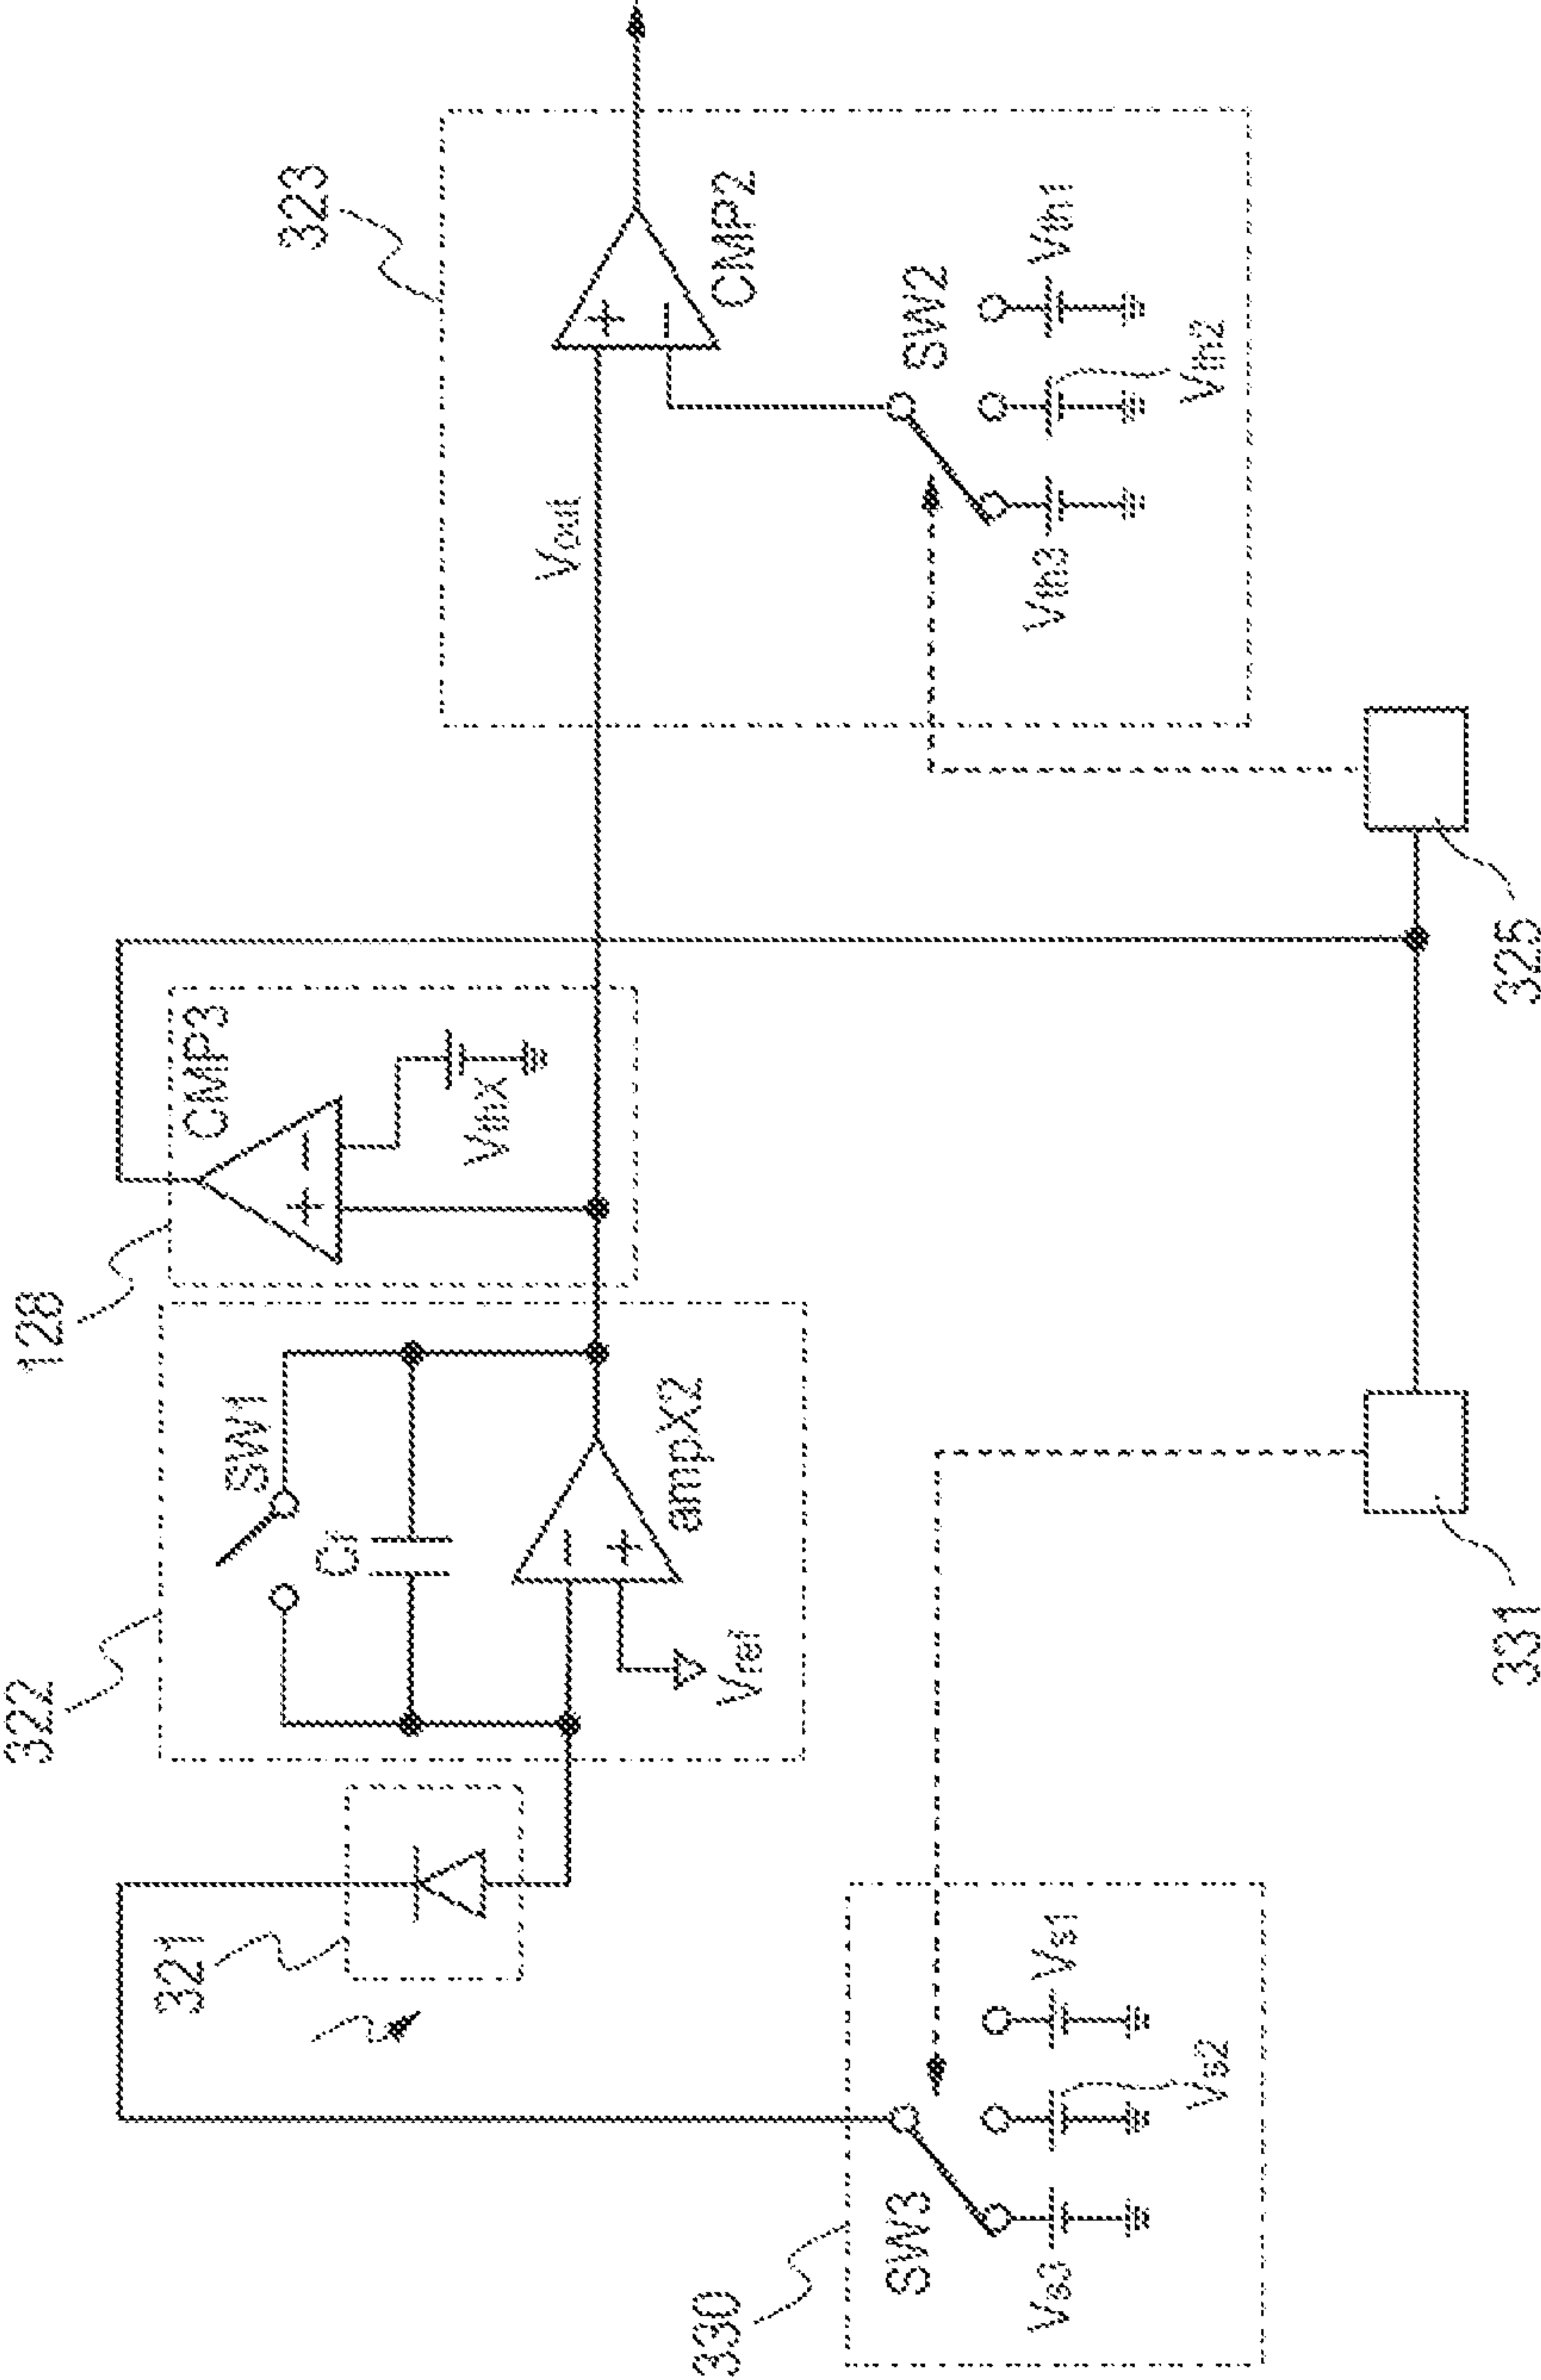 330
SW3
Vs3
Vs2
Vs1
321
322
SW1
Cf
ampX2
Vref
331
128
CMP3
VthX
325
Vout
323
CMP2
SW2
Vth3
Vth2
Vth1